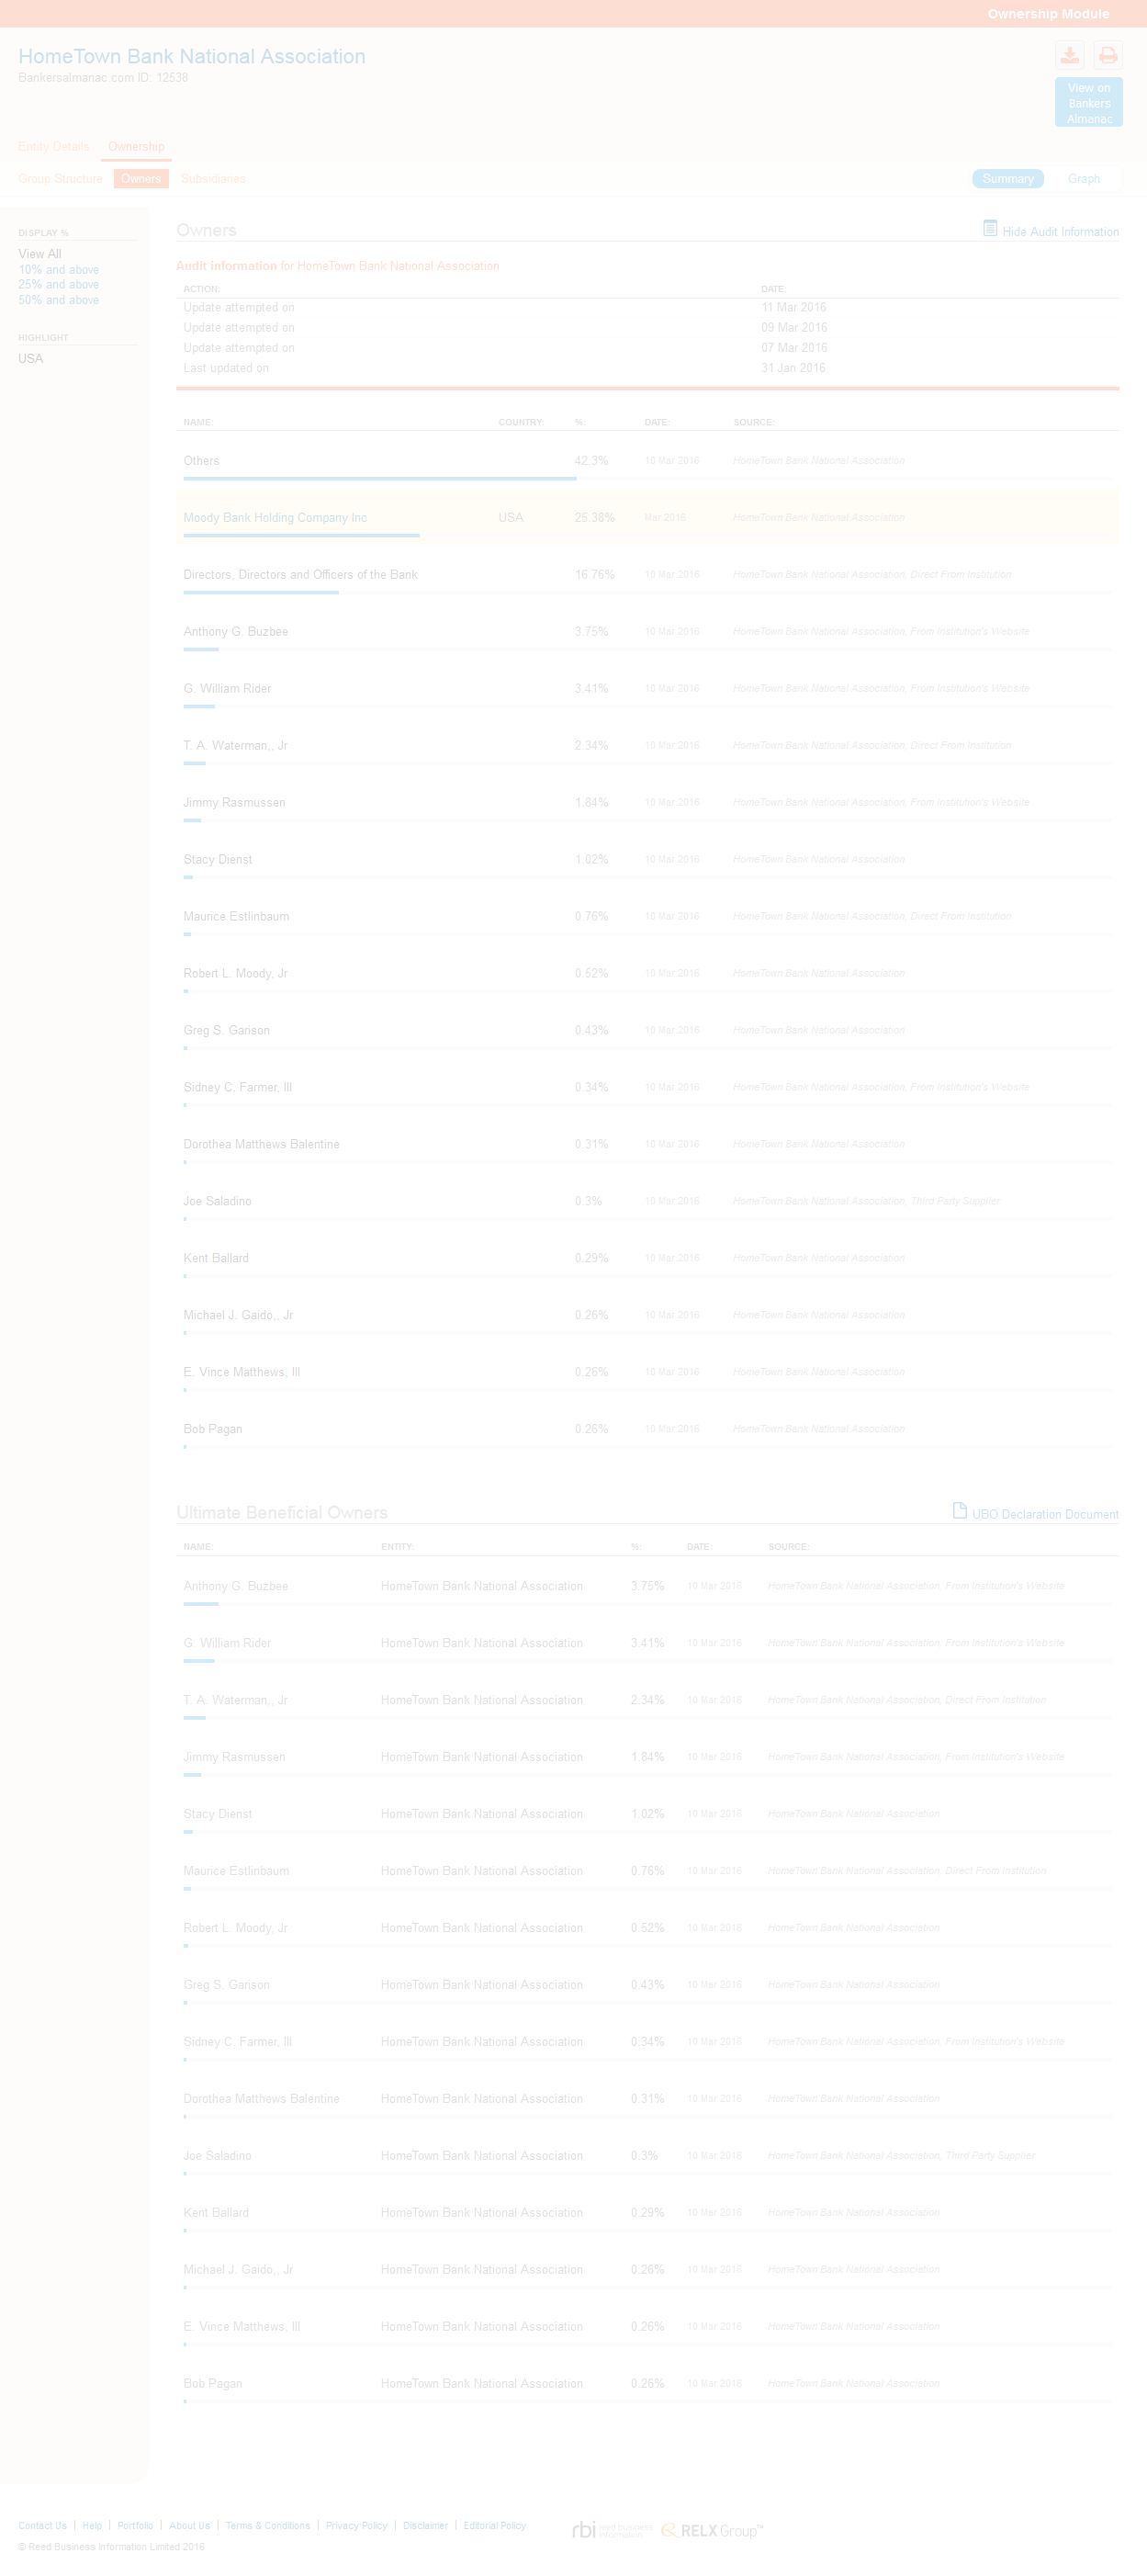 Ownership Module
HomeTown Bank National Association
Bankersalmanac.com ID: 12538
View on
Bankers
Almanac
Entity Details Ownership
Group Structure Owners Subsidiaries Summary Graph
DISPLAY %
View All
10% and above
25% and above
50% and above
HIGHLIGHT
USA
Owners Hide Audit Information
Audit information for HomeTown Bank National Association
ACTION: DATE:
Update attempted on 11 Mar 2016
Update attempted on 09 Mar 2016
Update attempted on 07 Mar 2016
Last updated on 31 Jan 2016
NAME: COUNTRY: %: DATE: SOURCE:
Others 42.3% 10 Mar 2016 HomeTown Bank National Association
Moody Bank Holding Company Inc USA 25.38% Mar 2016 HomeTown Bank National Association
Directors, Directors and Officers of the Bank 16.76% 10 Mar 2016 HomeTown Bank National Association, Direct From Institution
Anthony G. Buzbee 3.75% 10 Mar 2016 HomeTown Bank National Association, From Institution's Website
G. William Rider 3.41% 10 Mar 2016 HomeTown Bank National Association, From Institution's Website
T. A. Waterman,, Jr 2.34% 10 Mar 2016 HomeTown Bank National Association, Direct From Institution
Jimmy Rasmussen 1.84% 10 Mar 2016 HomeTown Bank National Association, From Institution's Website
Stacy Dienst 1.02% 10 Mar 2016 HomeTown Bank National Association
Maurice Estlinbaum 0.76% 10 Mar 2016 HomeTown Bank National Association, Direct From Institution
Robert L. Moody, Jr 0.52% 10 Mar 2016 HomeTown Bank National Association
Greg S. Garison 0.43% 10 Mar 2016 HomeTown Bank National Association
Sidney C. Farmer, III 0.34% 10 Mar 2016 HomeTown Bank National Association, From Institution's Website
Dorothea Matthews Balentine 0.31% 10 Mar 2016 HomeTown Bank National Association
Joe Saladino 0.3% 10 Mar 2016 HomeTown Bank National Association, Third Party Supplier
Kent Ballard 0.29% 10 Mar 2016 HomeTown Bank National Association
Michael J. Gaido,, Jr 0.26% 10 Mar 2016 HomeTown Bank National Association
E. Vince Matthews, III 0.26% 10 Mar 2016 HomeTown Bank National Association
Bob Pagan 0.26% 10 Mar 2016 HomeTown Bank National Association
Ultimate Beneficial Owners UBO Declaration Document
NAME: ENTITY: %: DATE: SOURCE:
Anthony G. Buzbee HomeTown Bank National Association 3.75% 10 Mar 2016 HomeTown Bank National Association, From Institution's Website
G. William Rider HomeTown Bank National Association 3.41% 10 Mar 2016 HomeTown Bank National Association, From Institution's Website
T. A. Waterman,, Jr HomeTown Bank National Association 2.34% 10 Mar 2016 HomeTown Bank National Association, Direct From Institution
Jimmy Rasmussen HomeTown Bank National Association 1.84% 10 Mar 2016 HomeTown Bank National Association, From Institution's Website
Stacy Dienst HomeTown Bank National Association 1.02% 10 Mar 2016 HomeTown Bank National Association
Maurice Estlinbaum HomeTown Bank National Association 0.76% 10 Mar 2016 HomeTown Bank National Association, Direct From Institution
Robert L. Moody, Jr HomeTown Bank National Association 0.52% 10 Mar 2016 HomeTown Bank National Association
Greg S. Garison HomeTown Bank National Association 0.43% 10 Mar 2016 HomeTown Bank National Association
Sidney C. Farmer, III HomeTown Bank National Association 0.34% 10 Mar 2016 HomeTown Bank National Association, From Institution's Website
Dorothea Matthews Balentine HomeTown Bank National Association 0.31% 10 Mar 2016 HomeTown Bank National Association
Joe Saladino HomeTown Bank National Association 0.3% 10 Mar 2016 HomeTown Bank National Association, Third Party Supplier
Kent Ballard HomeTown Bank National Association 0.29% 10 Mar 2016 HomeTown Bank National Association
Michael J. Gaido,, Jr HomeTown Bank National Association 0.26% 10 Mar 2016 HomeTown Bank National Association
E. Vince Matthews, III HomeTown Bank National Association 0.26% 10 Mar 2016 HomeTown Bank National Association
Bob Pagan HomeTown Bank National Association 0.26% 10 Mar 2016 HomeTown Bank National Association
Contact Us | Help | Portfolio | About Us | Terms & Conditions | Privacy Policy | Disclaimer | Editorial Policy rbi reed business information RELX Group™
© Reed Business Information Limited 2016